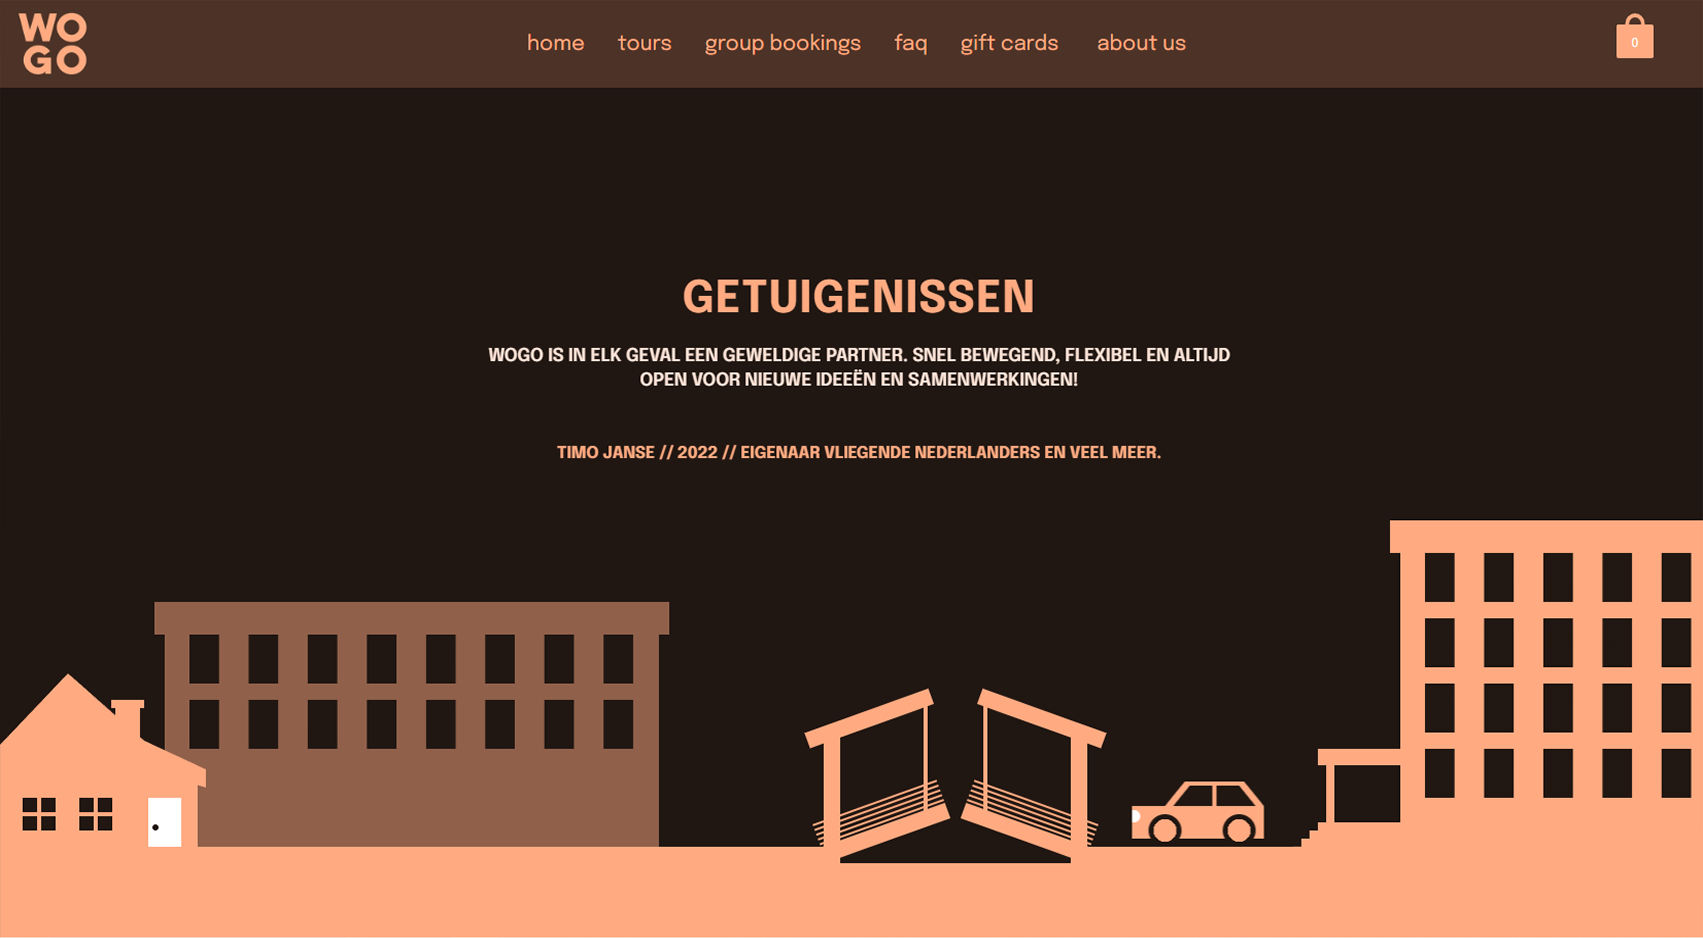 WO
GO
home tours group bookings faq gift cards about us
0
GETUIGENISSEN
WOGO IS IN ELK GEVAL EEN GEWELDIGE PARTNER. SNEL BEWEGEND, FLEXIBEL EN ALTIJD
OPEN VOOR NIEUWE IDEEËN EN SAMENWERKINGEN!
TIMO JANSE // 2022 // EIGENAAR VLIEGENDE NEDERLANDERS EN VEEL MEER.